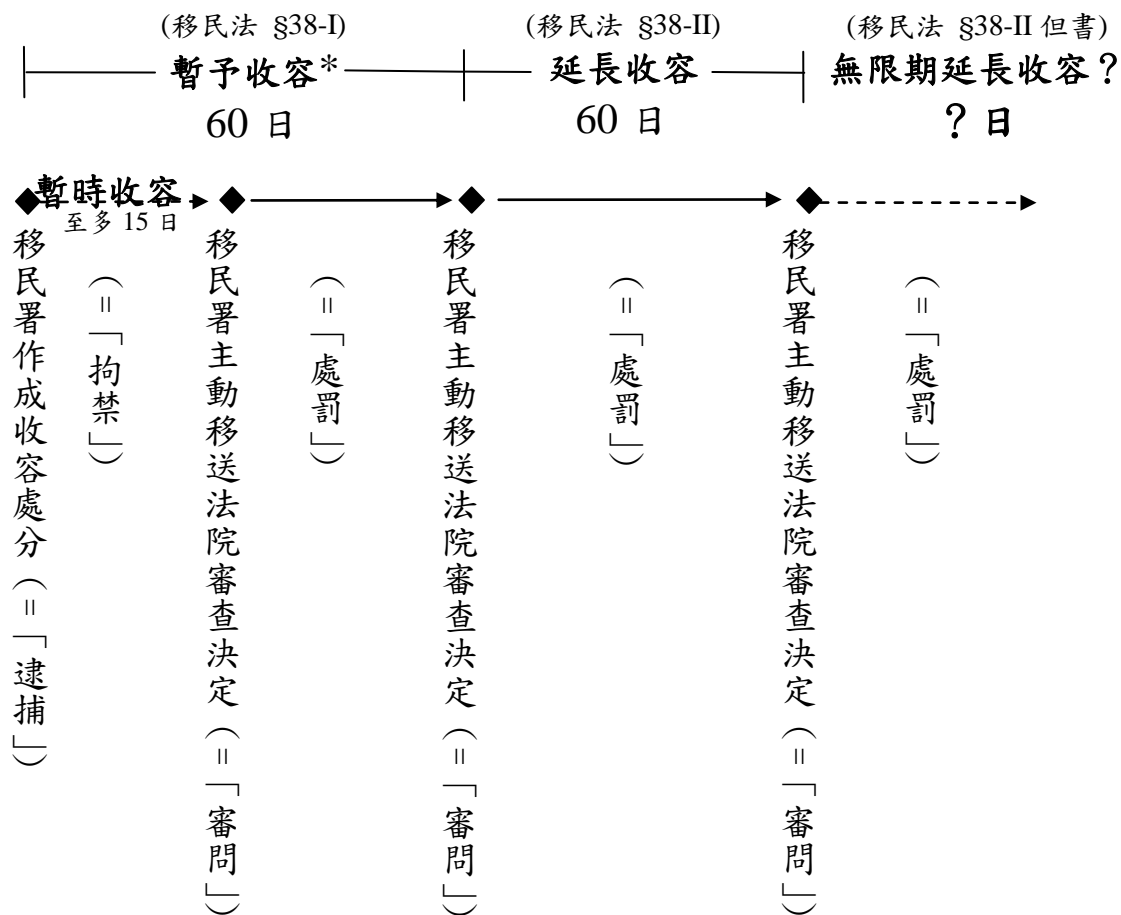 (移民法 §38-I)
(移民法 §38-II)
(移民法 §38-II 但書)
暫予收容*
延長收容
無限期延長收容？
60 日
60 日
？日
暫時收容
至多 15 日
移民署作成收容處分（=「逮捕」）
（=「拘禁」）
移民署主動移送法院審查決定（=「審問」）
（=「處罰」）
移民署主動移送法院審查決定（=「審問」）
（=「處罰」）
移民署主動移送法院審查決定（=「審問」）
（=「處罰」）